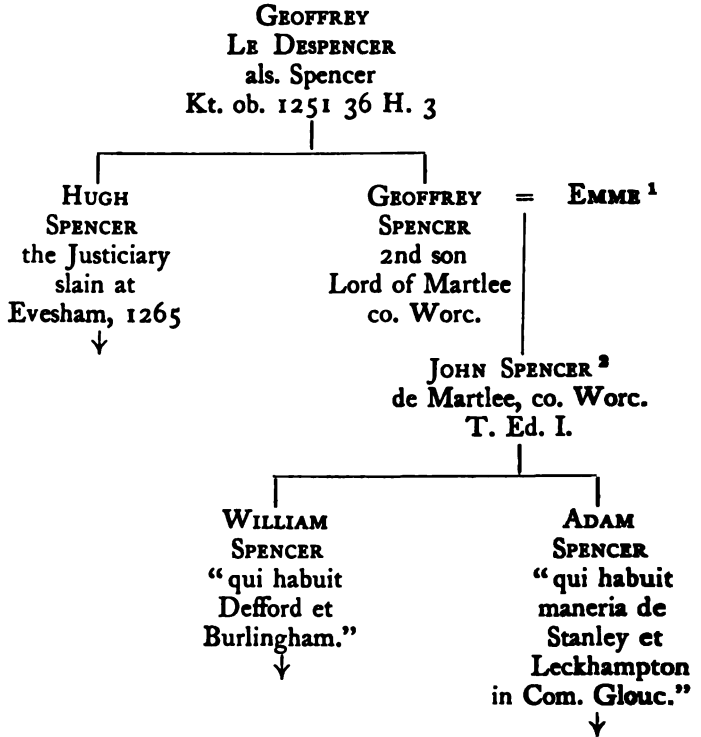 GEOFFREY
LE DESPENCER
als. Spencer
Kt. ob. 1251 36 H. 3
HUGH
SPENCER
the Justiciary
slain at
Evesham, 1265
GEOFFREY = EMME ¹
SPENCER
2nd son
Lord of Martlee
co. Worc.
JOHN SPENCER ²
de Martlee, co. Worc.
T. Ed. I.
WILLIAM
SPENCER
“qui habuit
Defford et
Burlingham.”
ADAM
SPENCER
“qui habuit
maneria de
Stanley et
Leckhampton
in Com. Glouc.”